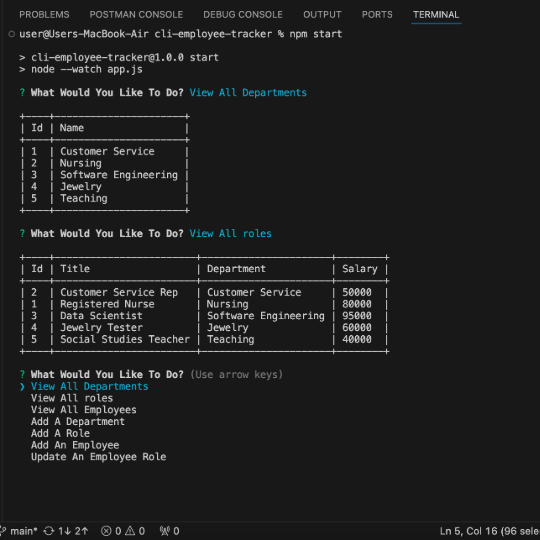 PROBLEMS POSTMAN CONSOLE DEBUG CONSOLE OUTPUT PORTS TERMINAL
user@Users-MacBook-Air cli-employee-tracker % npm start
> cli-employee-tracker@1.0.0 start
> node --watch app.js
? What Would You Like To Do? View All Departments
+----+----------------------+
| Id | Name                 |
+----+----------------------+
| 1  | Customer Service     |
| 2  | Nursing              |
| 3  | Software Engineering |
| 4  | Jewelry              |
| 5  | Teaching             |
+----+----------------------+
? What Would You Like To Do? View All roles
+----+------------------------+----------------------+--------+
| Id | Title                  | Department           | Salary |
+----+------------------------+----------------------+--------+
| 2  | Customer Service Rep   | Customer Service     | 50000  |
| 1  | Registered Nurse       | Nursing              | 80000  |
| 3  | Data Scientist         | Software Engineering | 95000  |
| 4  | Jewelry Tester         | Jewelry              | 60000  |
| 5  | Social Studies Teacher | Teaching             | 40000  |
+----+------------------------+----------------------+--------+
? What Would You Like To Do? (Use arrow keys)
❯ View All Departments
View All roles
View All Employees
Add A Department
Add A Role
Add An Employee
Update An Employee Role
main* 1↓ 2↑ 0 0 0 Ln 5, Col 16 (96 sele